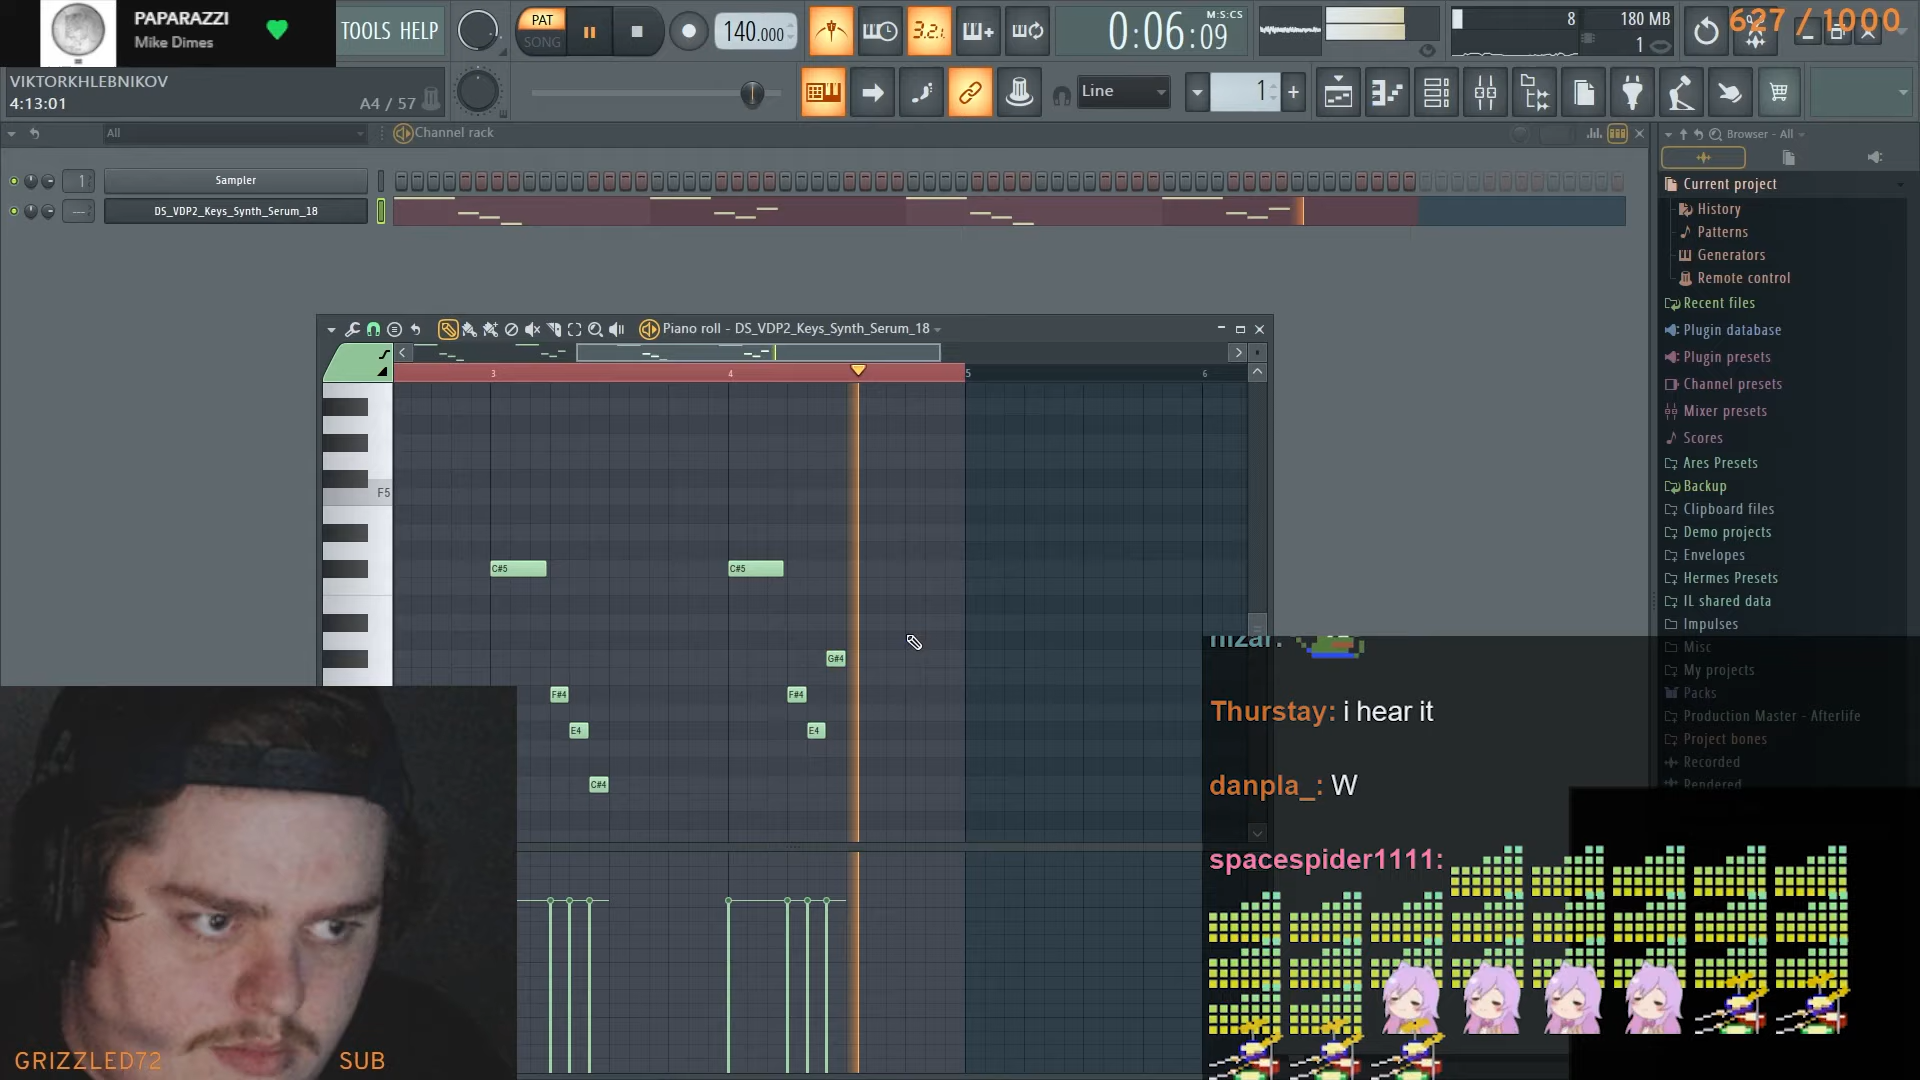 PAPARAZZI
Mike Dimes
TOOLS HELP
PAT
SONG
140.000
3.2.1
0:06:09
M:S:CS
8
180 MB
1
627 / 1000
VIKTORKHLEBNIKOV
4:13:01
A4 / 57
Line
1
All
Channel rack
Browser - All
1
Sampler
---
DS_VDP2_Keys_Synth_Serum_18
Current project
History
Patterns
Generators
Remote control
Recent files
Plugin database
Plugin presets
Channel presets
Mixer presets
Scores
Ares Presets
Backup
Clipboard files
Demo projects
Envelopes
Hermes Presets
IL shared data
Impulses
Misc
My projects
Packs
Production Master - Afterlife
Project bones
Recorded
Rendered
Piano roll - DS_VDP2_Keys_Synth_Serum_18
3
4
5
6
F5
C#5
C#5
G#4
F#4
F#4
E4
E4
C#4
nizar:
Thurstay: i hear it
danpla_: W
spacespider1111:
GRIZZLED72
SUB